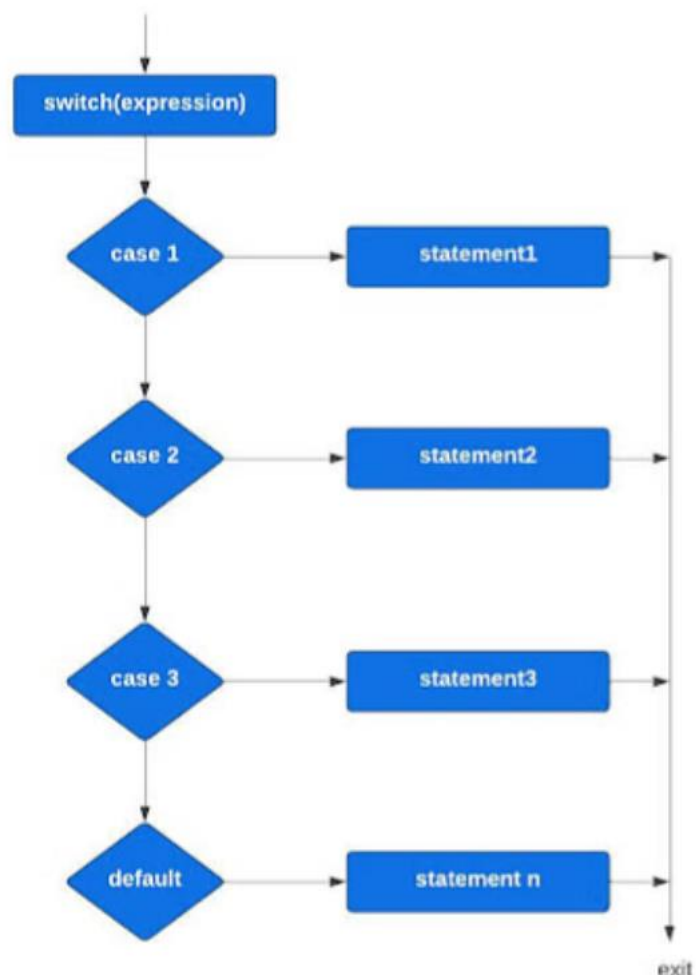 switch(expression)
case 1
statement1
case 2
statement2
case 3
statement3
default
statement n
exit